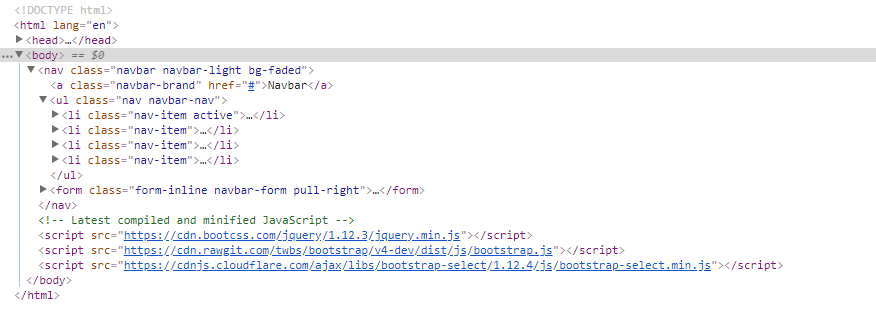 <!DOCTYPE html>
<html lang="en">
<head>…</head>
…<body> == $0
<nav class="navbar navbar-light bg-faded">
<a class="navbar-brand" href="#">Navbar</a>
<ul class="nav navbar-nav">
<li class="nav-item active">…</li>
<li class="nav-item">…</li>
<li class="nav-item">…</li>
<li class="nav-item">…</li>
</ul>
<form class="form-inline navbar-form pull-right">…</form>
</nav>
<!-- Latest compiled and minified JavaScript -->
<script src="https://cdn.bootcss.com/jquery/1.12.3/jquery.min.js"></script>
<script src="https://cdn.rawgit.com/twbs/bootstrap/v4-dev/dist/js/bootstrap.js"></script>
<script src="https://cdnjs.cloudflare.com/ajax/libs/bootstrap-select/1.12.4/js/bootstrap-select.min.js"></script>
</body>
</html>